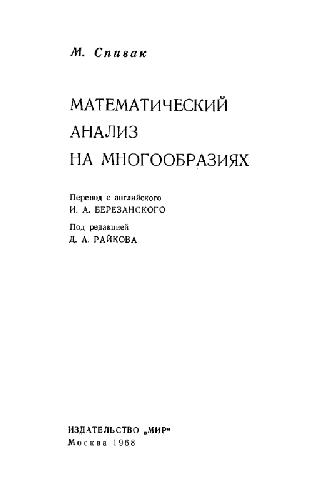 М. Спивак
МАТЕМАТИЧЕСКИЙ
АНАЛИЗ
НА МНОГООБРАЗИЯХ
Перевод с английского
И. А. БЕРЕЗАНСКОГО
Под редакцией
Д. А. РАЙКОВА
ИЗДАТЕЛЬСТВО „МИР“
Москва 1968